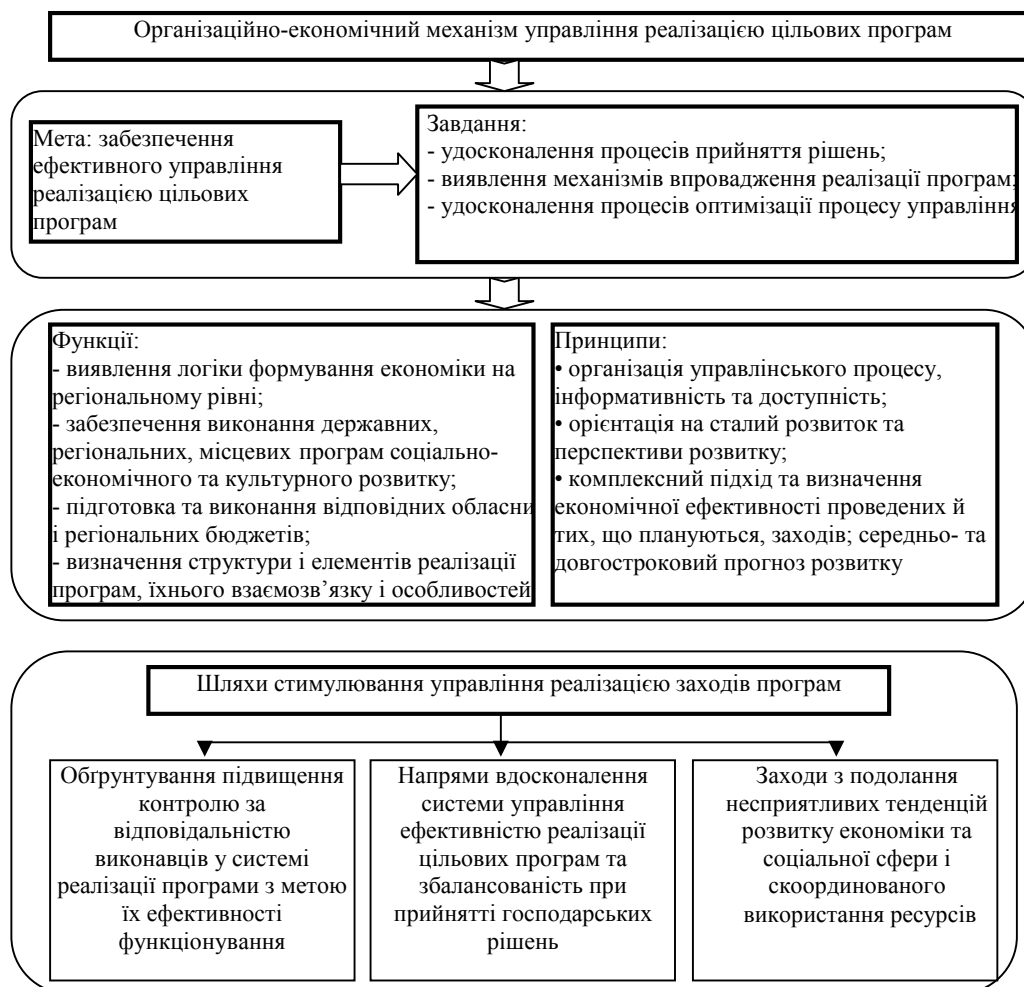 Організаційно-економічний механізм управління реалізацією цільових програм
Мета: забезпечення
ефективного управління
реалізацією цільових
програм
Завдання:
- удосконалення процесів прийняття рішень;
- виявлення механізмів впровадження реалізації програм;
- удосконалення процесів оптимізації процесу управління
Функції:
- виявлення логіки формування економіки на
регіональному рівні;
- забезпечення виконання державних,
регіональних, місцевих програм соціально-
економічного та культурного розвитку;
- підготовка та виконання відповідних обласни
і регіональних бюджетів;
- визначення структури і елементів реалізації
програм, їхнього взаємозв’язку і особливостей
Принципи:
• організація управлінського процесу,
інформативність та доступність;
• орієнтація на сталий розвиток та
перспективи розвитку;
• комплексний підхід та визначення
економічної ефективності проведених й
тих, що плануються, заходів; середньо- та
довгостроковий прогноз розвитку
Шляхи стимулювання управління реалізацією заходів програм
Обґрунтування підвищення
контролю за
відповідальністю
виконавців у системі
реалізації програми з метою
їх ефективності
функціонування
Напрями вдосконалення
системи управління
ефективністю реалізації
цільових програм та
збалансованість при
прийнятті господарських
рішень
Заходи з подолання
несприятливих тенденцій
розвитку економіки та
соціальної сфери і
скоординованого
використання ресурсів